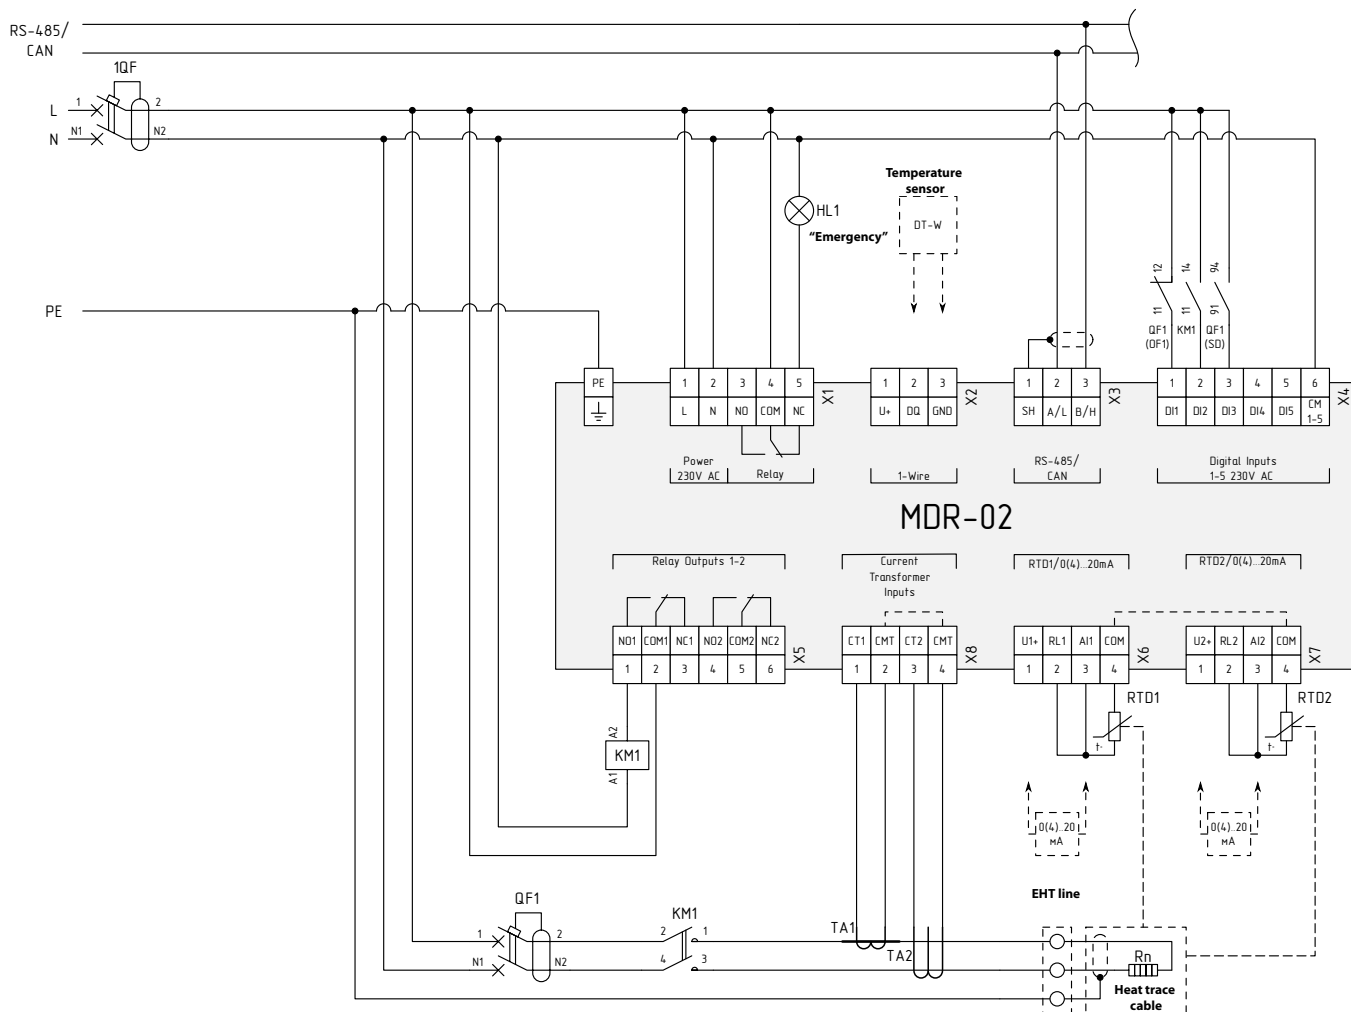 RS-485/
CAN
1QF
L 1 2
N N1 N2
Temperature
sensor
DT-W
HL1
“Emergency”
PE
12 14 94
11 11 91
QF1
(OF1)
KM1
QF1
(SD)
PE
1 2 3 4 5
L N NO COM NC
X1
1 2 3
U+ DQ GND
X2
1 2 3
SH A/L B/H
X3
1 2 3 4 5 6
DI1 DI2 DI3 DI4 DI5 CM
1-5
X4
Power
230V AC
Relay
1-Wire
RS-485/
CAN
Digital Inputs
1-5 230V AC
MDR-02
Relay Outputs 1-2
Current
Transformer
Inputs
RTD1/0(4)...20mA
RTD2/0(4)...20mA
NO1 COM1 NC1 NO2 COM2 NC2
1 2 3 4 5 6
X5
CT1 CMT CT2 CMT
1 2 3 4
X8
U1+ RL1 AI1 COM
1 2 3 4
X6
U2+ RL2 AI2 COM
1 2 3 4
X7
RTD1
t°
RTD2
t°
A2
KM1
A1
0(4)...20
мА
0(4)...20
мА
EHT line
QF1
1 2
N1 N2
KM1
2 1
4 3
TA1
TA2
Rn
Heat trace
cable